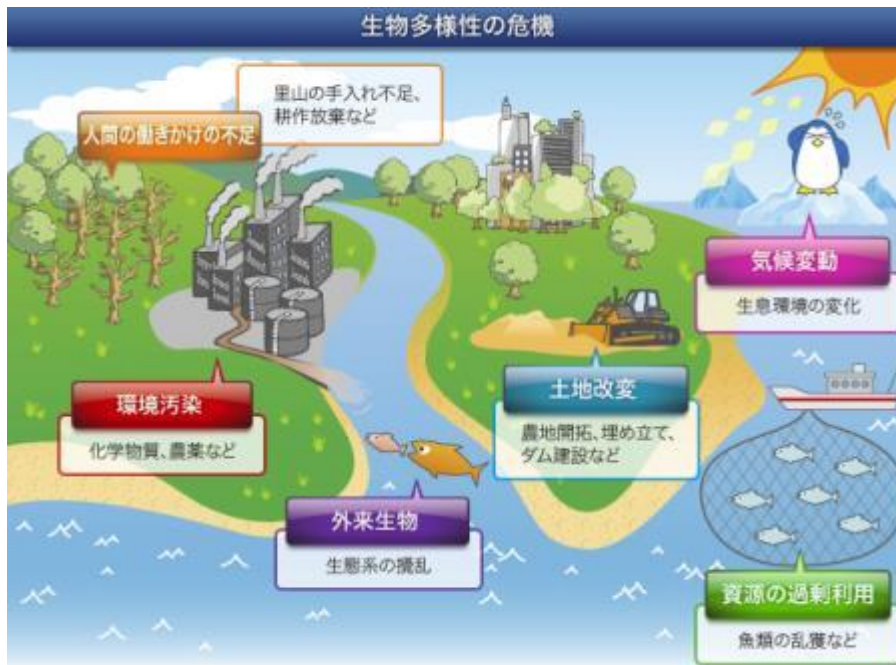 生物多様性の危機
里山の手入れ不足、
耕作放棄など
人間の働きかけの不足
気候変動
生息環境の変化
環境汚染
化学物質、農薬など
土地改変
農地開拓、埋め立て、
ダム建設など
外来生物
生態系の攪乱
資源の過剰利用
魚類の乱獲など